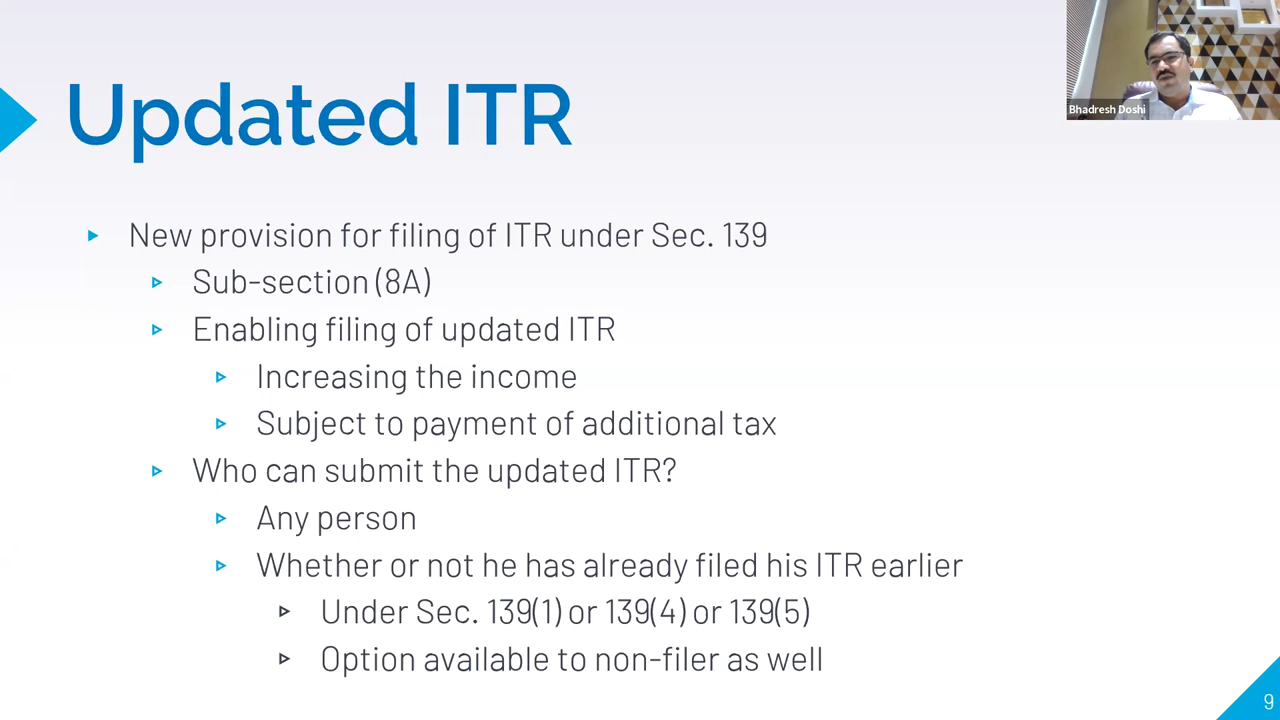 Bhadresh Doshi
Updated ITR
New provision for filing of ITR under Sec. 139
Sub-section (8A)
Enabling filing of updated ITR
Increasing the income
Subject to payment of additional tax
Who can submit the updated ITR?
Any person
Whether or not he has already filed his ITR earlier
Under Sec. 139(1) or 139(4) or 139(5)
Option available to non-filer as well
9